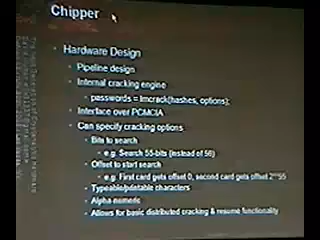 Chipper
Hardware Design
Pipeline design
Internal cracking engine
passwords = lmcrack(hashes, options);
Interface over PCMCIA
Can specify cracking options
Bits to search
e.g. Search 55-bits (instead of 56)
Offset to start search
e.g. First card gets offset 0, second card gets offset 2**55
Typeable/printable characters
Alpha numeric
Allows for basic distributed cracking & resume functionality